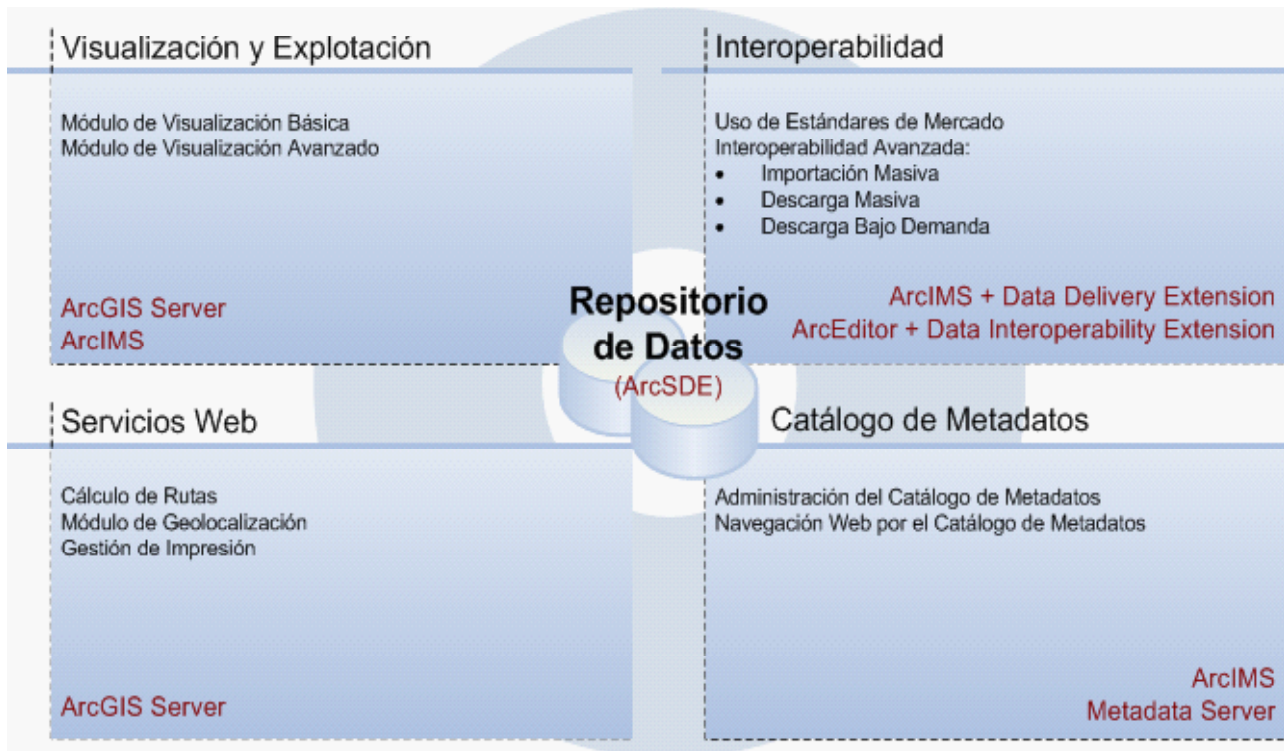 Visualización y Explotación
Módulo de Visualización Básica
Módulo de Visualización Avanzado
ArcGIS Server
ArcIMS
Interoperabilidad
Uso de Estándares de Mercado
Interoperabilidad Avanzada:
• Importación Masiva
• Descarga Masiva
• Descarga Bajo Demanda
ArcIMS + Data Delivery Extension
ArcEditor + Data Interoperability Extension
Repositorio
de Datos
(ArcSDE)
Servicios Web
Cálculo de Rutas
Módulo de Geolocalización
Gestión de Impresión
ArcGIS Server
Catálogo de Metadatos
Administración del Catálogo de Metadatos
Navegación Web por el Catálogo de Metadatos
ArcIMS
Metadata Server